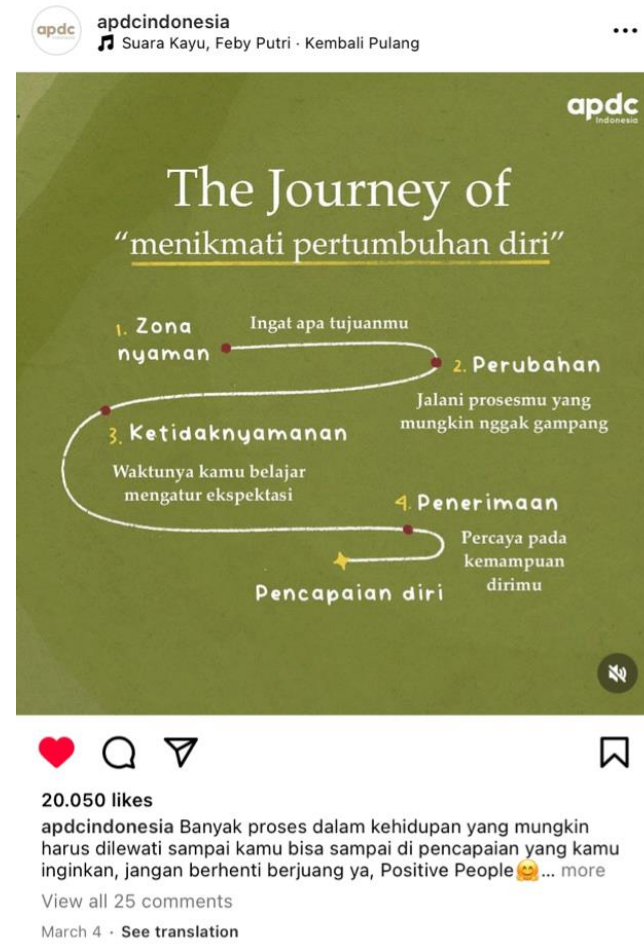 apdc
apdcindonesia
Suara Kayu, Feby Putri · Kembali Pulang
apdc
Indonesia
The Journey of
“menikmati pertumbuhan diri”
1. Zona
nyaman
Ingat apa tujuanmu
2. Perubahan
Jalani prosesmu yang
mungkin nggak gampang
3. Ketidaknyamanan
Waktunya kamu belajar
mengatur ekspektasi
4. Penerimaan
Percaya pada
kemampuan
dirimu
Pencapaian diri
20.050 likes
apdcindonesia Banyak proses dalam kehidupan yang mungkin
harus dilewati sampai kamu bisa sampai di pencapaian yang kamu
inginkan, jangan berhenti berjuang ya, Positive People🤗... more
View all 25 comments
March 4 · See translation